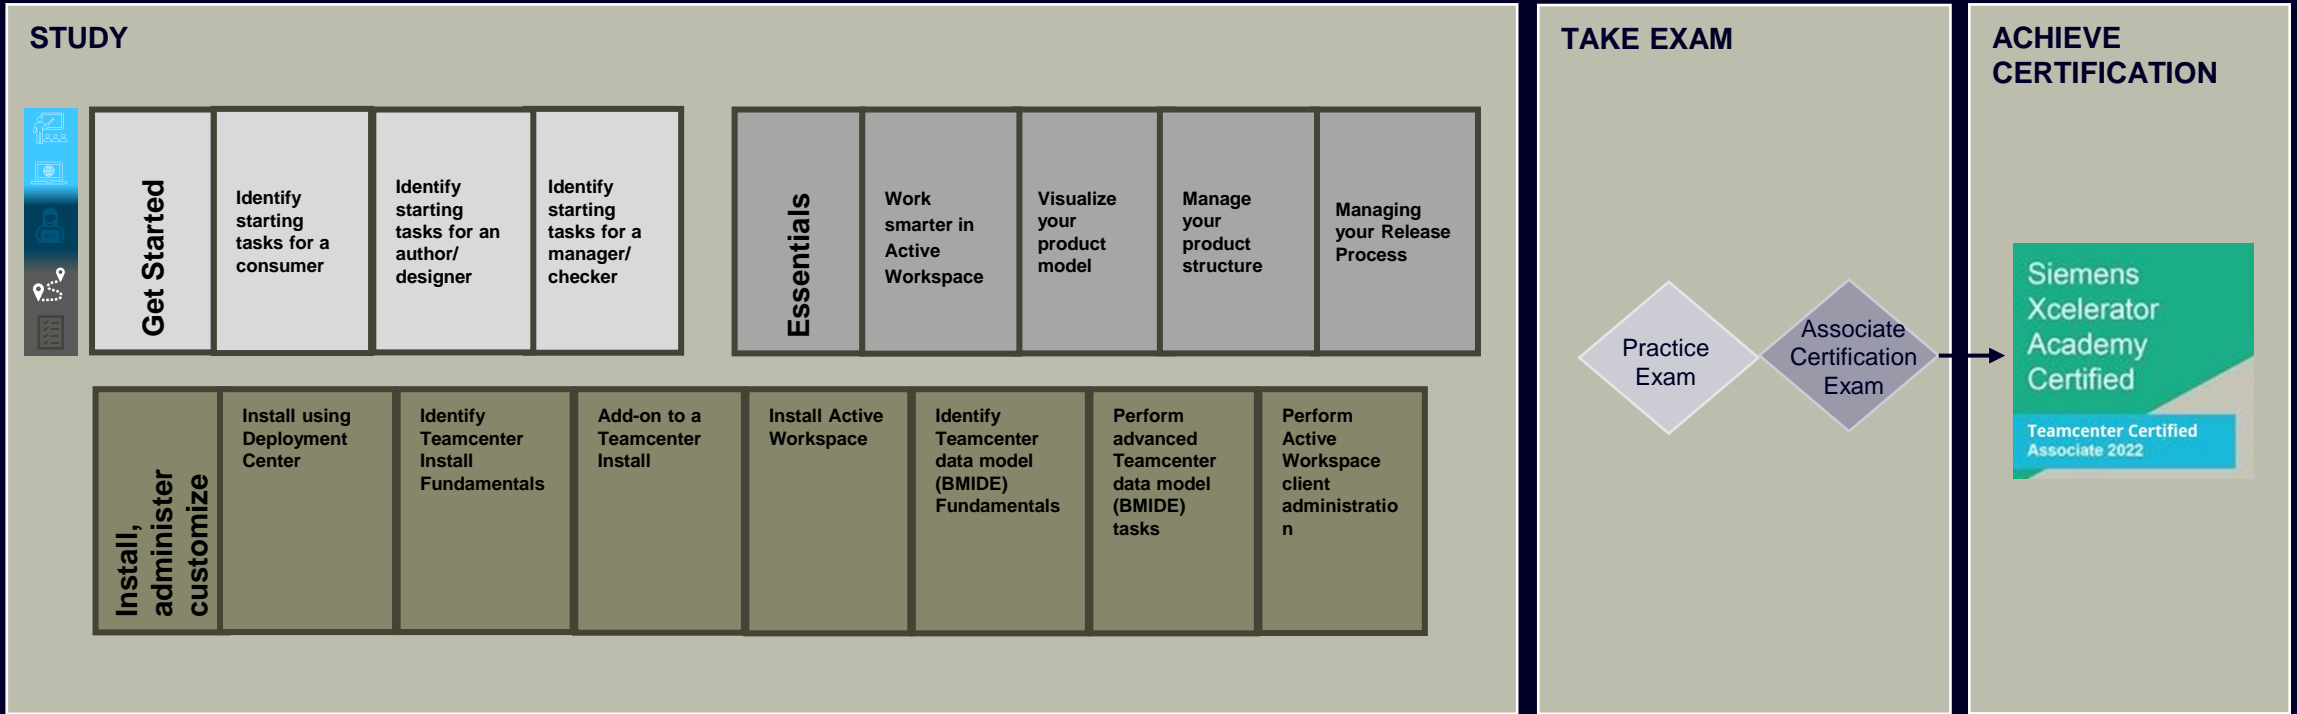 STUDY
Get Started
Identify
starting
tasks for a
consumer
Identify
starting
tasks for an
author/
designer
Identify
starting
tasks for a
manager/
checker
Essentials
Work
smarter in
Active
Workspace
Visualize
your
product
model
Manage
your
product
structure
Managing
your Release
Process
Install,
administer
customize
Install using
Deployment
Center
Identify
Teamcenter
Install
Fundamentals
Add-on to a
Teamcenter
Install
Install Active
Workspace
Identify
Teamcenter
data model
(BMIDE)
Fundamentals
Perform
advanced
Teamcenter
data model
(BMIDE)
tasks
Perform
Active
Workspace
client
administratio
n
TAKE EXAM
Practice
Exam
Associate
Certification
Exam
ACHIEVE
CERTIFICATION
Siemens
Xcelerator
Academy
Certified
Teamcenter Certified
Associate 2022